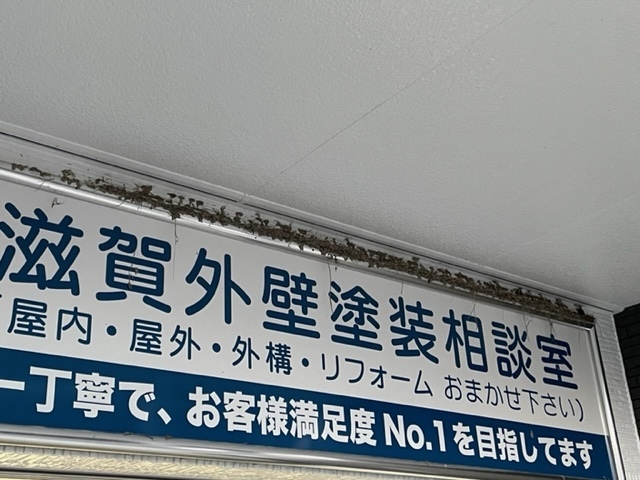 滋賀外壁塗装相談室
屋内・屋外・外構・リフォーム おまかせ下さい）
一丁寧で、お客様満足度 No.1を目指してます